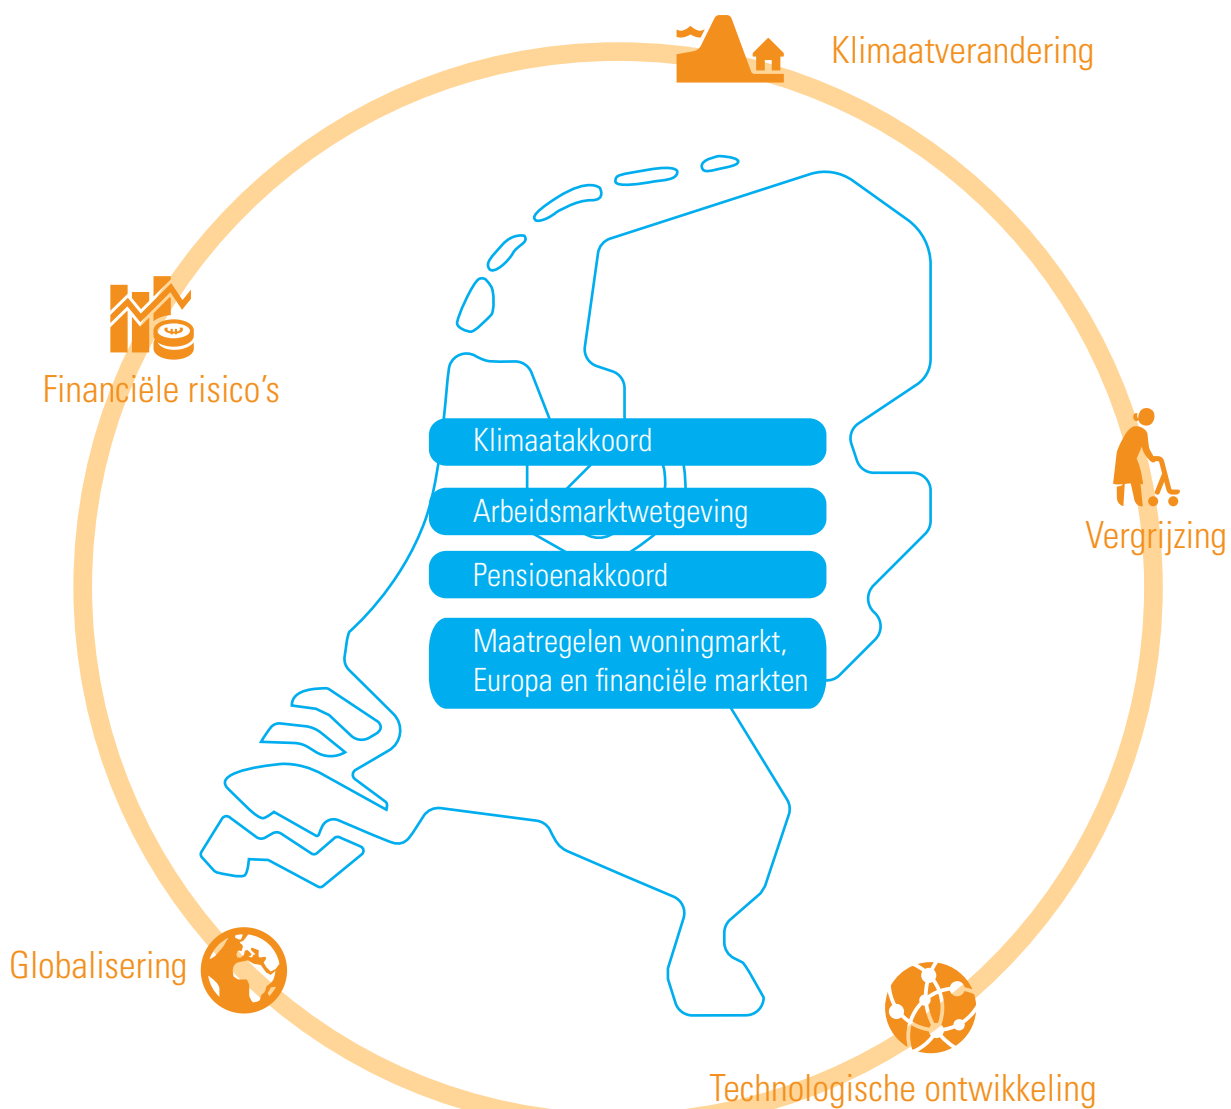 Klimaatverandering
Financiële risico’s
Klimaatakkoord
Arbeidsmarktwetgeving
Pensioenakkoord
Maatregelen woningmarkt,
Europa en financiële markten
Vergrijzing
Globalisering
Technologische ontwikkeling